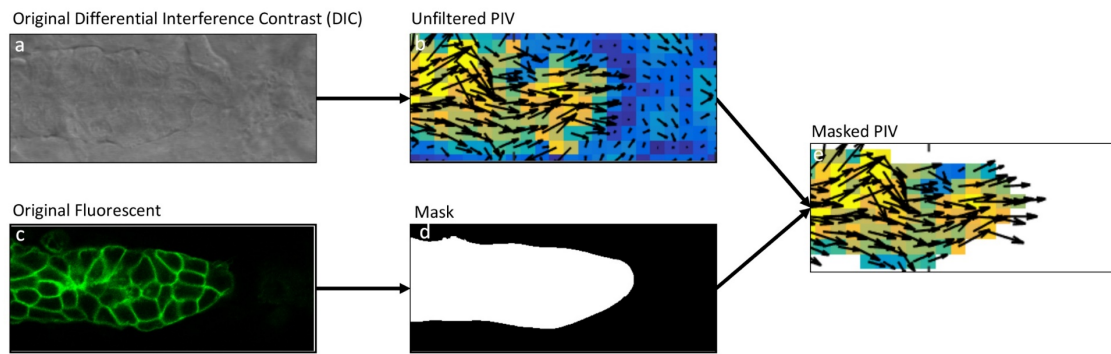 Original Differential Interference Contrast (DIC)
a
Unfiltered PIV
b
Masked PIV
e
Original Fluorescent
c
Mask
d